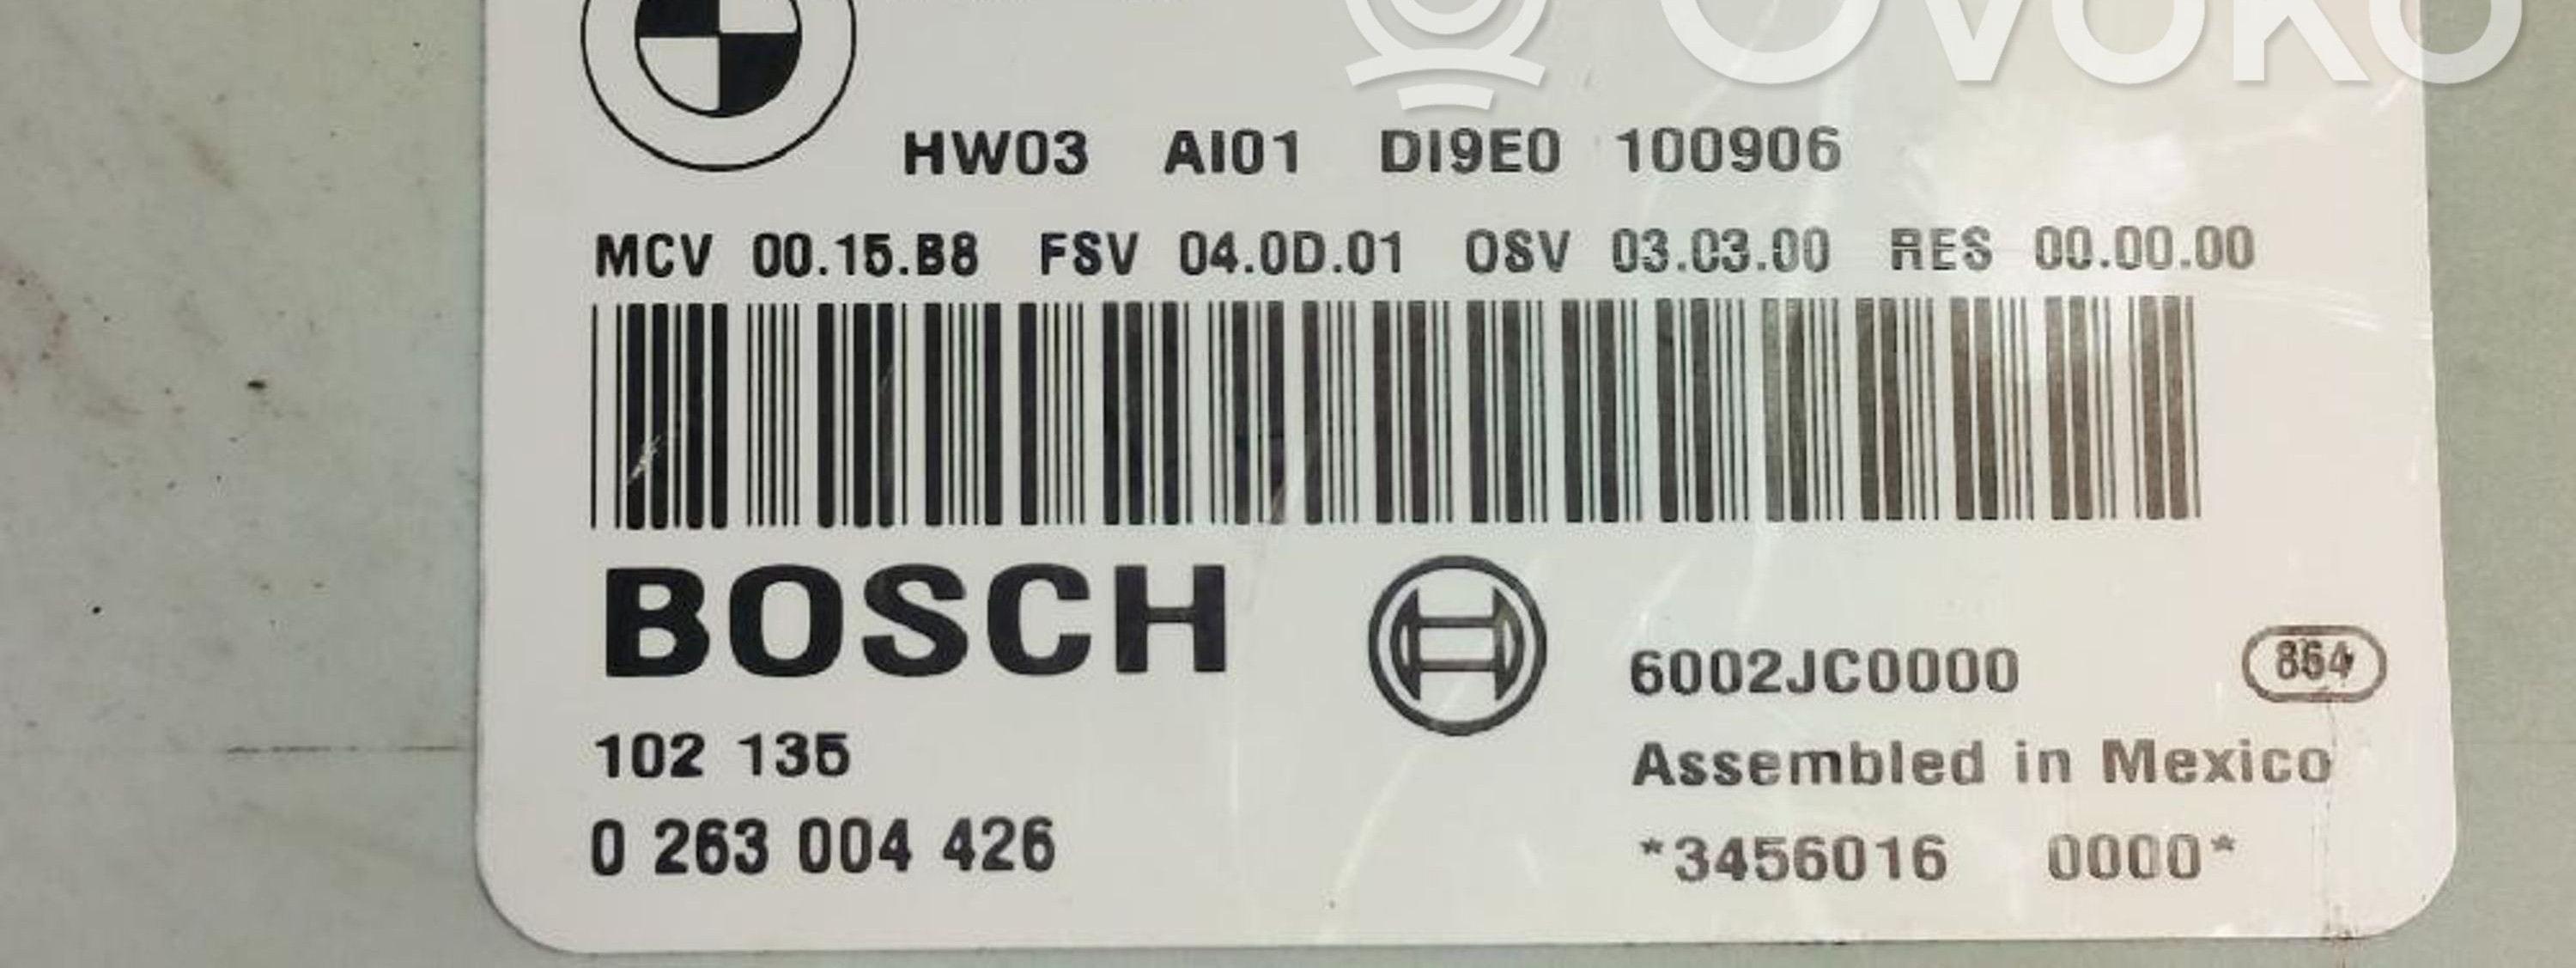 OVOKO
HW03 AI01 DI9E0 100906
MCV 00.15.B8 FSV 04.0D.01 OSV 03.03.00 RES 00.00.00
BOSCH
6002JC0000 864
102 135 Assembled in Mexico
0 263 004 426 *3456016 0000*